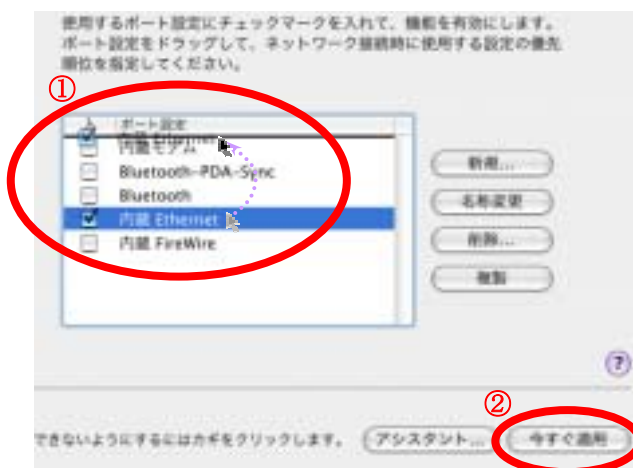 使用するポート設定にチェックマークを入れて、機能を有効にします。
ポート設定をドラッグして、ネットワーク接続時に使用する設定の優先
順位を指定してください。
①
ポート設定
内蔵 Ethernet
内蔵モデム
Bluetooth-PDA-Sync
Bluetooth
内蔵 Ethernet
内蔵 FireWire
新規...
名称変更
削除...
複製
?
②
できないようにするにはカギをクリックします。
アシスタント...
今すぐ適用